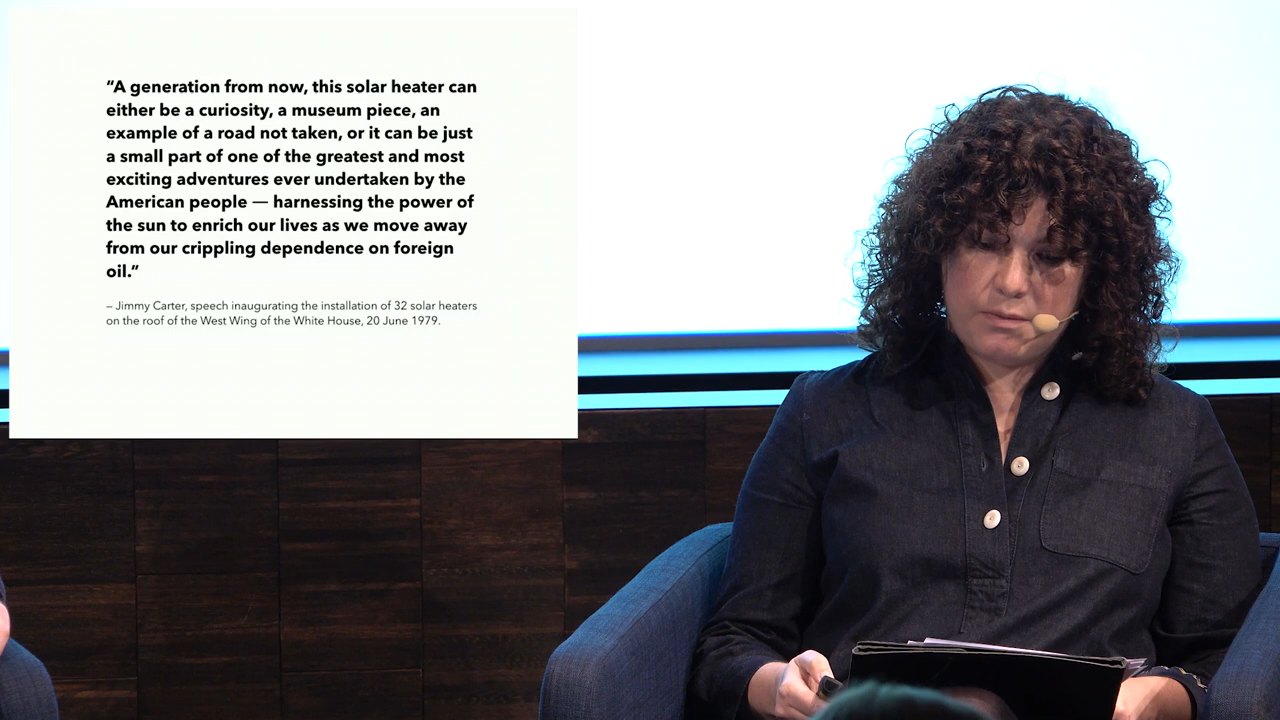 “A generation from now, this solar heater can
either be a curiosity, a museum piece, an
example of a road not taken, or it can be just
a small part of one of the greatest and most
exciting adventures ever undertaken by the
American people — harnessing the power of
the sun to enrich our lives as we move away
from our crippling dependence on foreign
oil.”
– Jimmy Carter, speech inaugurating the installation of 32 solar heaters
on the roof of the West Wing of the White House, 20 June 1979.